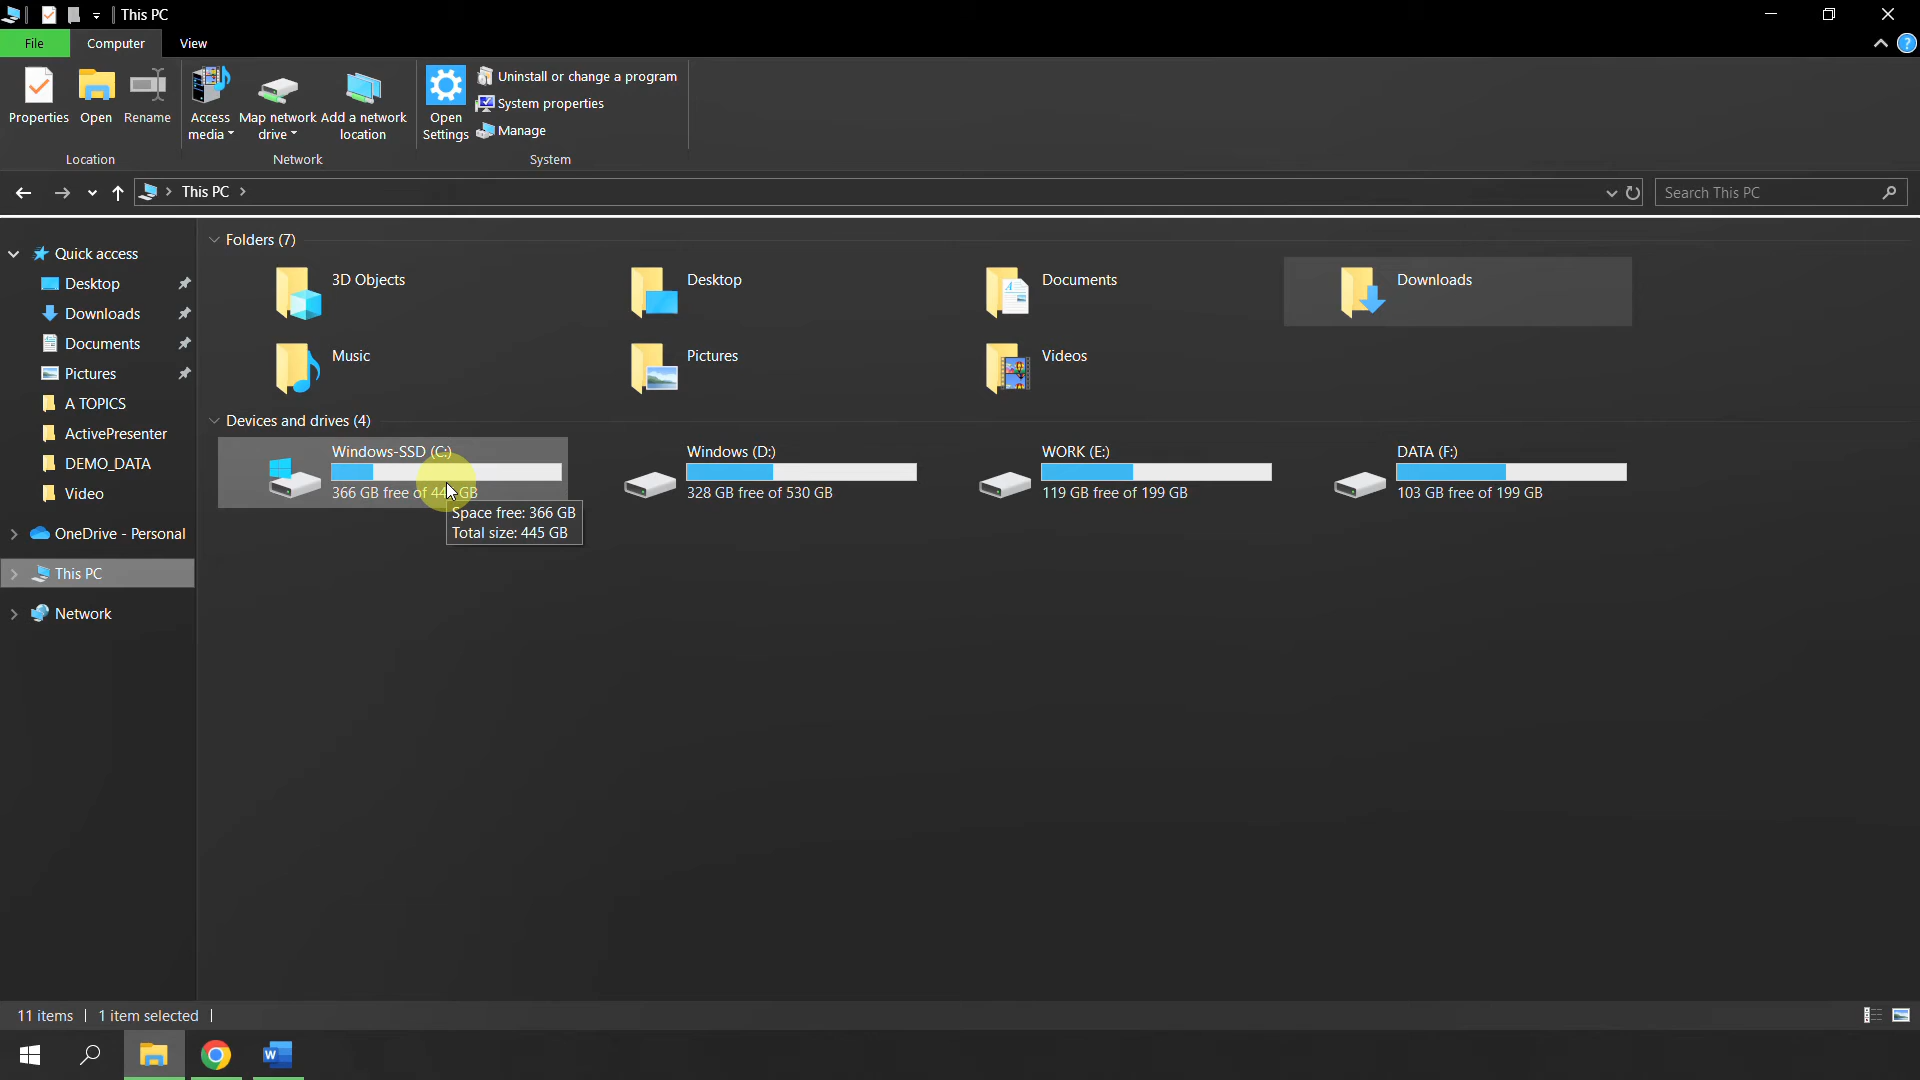 This PC
File Computer View
Properties Open Rename
Access media Map network drive Add a network location
Open Settings
Uninstall or change a program
System properties
Manage
Location Network System
This PC
Search This PC
Quick access
Desktop
Downloads
Documents
Pictures
A TOPICS
ActivePresenter
DEMO_DATA
Video
OneDrive - Personal
This PC
Network
Folders (7)
3D Objects Desktop Documents Downloads
Music Pictures Videos
Devices and drives (4)
Windows-SSD (C:) Windows (D:) WORK (E:) DATA (F:)
366 GB free of 445 GB 328 GB free of 530 GB 119 GB free of 199 GB 103 GB free of 199 GB
Space free: 366 GB
Total size: 445 GB
11 items 1 item selected